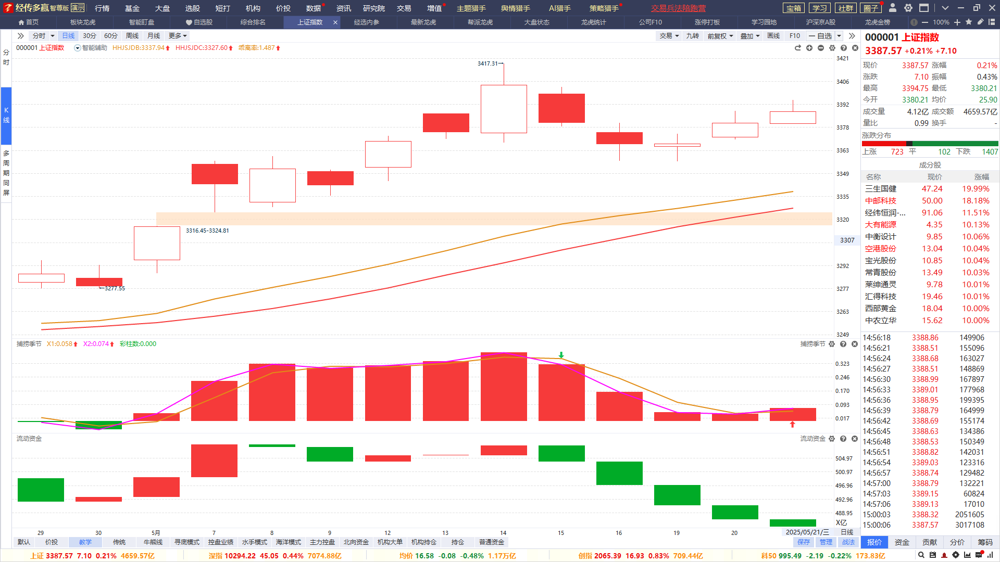 经传多赢 智尊版 演示 行情 基金 大盘 选股 短打 机构 价投 数据 资讯 研究院 交易 增值 主题猎手 舆情猎手 AI猎手 策略猎手 交易兵法陪跑营 宝箱 学习 社群 圈子
首页 板块龙虎 智能盯盘 自选股 综合排名 上证指数 × 经选内参 最新龙虎 帮派龙虎 大盘状态 龙虎统计 公司F10 涨停打板 学习园地 沪深京A股 龙虎金榜 100%
分时 日线 30分 60分 周线 月线 更多 交易 九转 前复权 叠加 画线 F10 自选
000001 上证指数 智能辅助 HHJSJDB:3337.94 HHJSJDC:3327.60 乖离率:1.487
分时
K线
多周期同屏
3417.31→
3316.45-3324.81
←3277.55
3421
3406
3392
3378
3363
3349
3335
3320
3307
3292
3277
3263
3249
捕捞季节 X1:0.058 X2:0.074 彩柱数:0.000 捕捞季节
0.323
0.246
0.170
0.093
0.017
流动资金 流动资金
504.97
500.97
496.96
492.96
488.95
X亿
29 30 5月 7 8 9 12 13 14 15 16 19 20 2025/05/21/三 日线
默认 价投 教学 传统 牛能线 寻底模式 控盘业绩 水手模式 海洋模式 主力控盘 北向资金 机构大单 机构持仓 持仓 普通资金 保存 管理 战法
000001 上证指数
3387.57 +0.21% +7.10
现价 3387.57 涨幅 0.21%
涨跌 7.10 振幅 0.43%
最高 3394.75 最低 3380.21
今开 3380.21 均价 25.90
成交量 4.12亿 成交额 4659.57亿
量比 0.99 换手 -
涨跌分布
上涨 723 平 102 下跌 1407
成分股
名称 现价 涨幅
三生国健 47.24 19.99%
中邮科技 50.00 18.18%
经纬恒润-... 91.06 11.51%
大有能源 4.35 10.13%
中衡设计 9.85 10.06%
空港股份 13.04 10.04%
宝光股份 10.85 10.04%
常青股份 13.49 10.03%
莱绅通灵 9.78 10.01%
汇得科技 19.46 10.01%
西部黄金 18.04 10.00%
中农立华 15.62 10.00%
14:56:18 3388.86 149906
14:56:21 3388.51 155096
14:56:24 3388.68 163027
14:56:27 3388.51 148869
14:56:30 3388.99 167897
14:56:33 3389.01 177968
14:56:36 3388.95 199395
14:56:39 3388.79 164999
14:56:42 3388.69 155174
14:56:45 3388.63 134386
14:56:48 3388.53 150349
14:56:51 3388.82 142031
14:56:54 3389.03 123316
14:56:57 3388.74 129482
14:57:00 3388.79 132221
14:57:03 3389.15 60824
14:57:06 3389.13 17010
15:00:03 3388.32 2051605
15:00:06 3387.57 3017108
报价 资金 贡献 分价 筹码
上证 3387.57 7.10 0.21% 4659.57亿 深指 10294.22 45.05 0.44% 7074.88亿 均价 16.58 -0.08 -0.48% 1.17万亿 创指 2065.39 16.93 0.83% 709.44亿 科50 995.49 -2.19 -0.22% 173.83亿